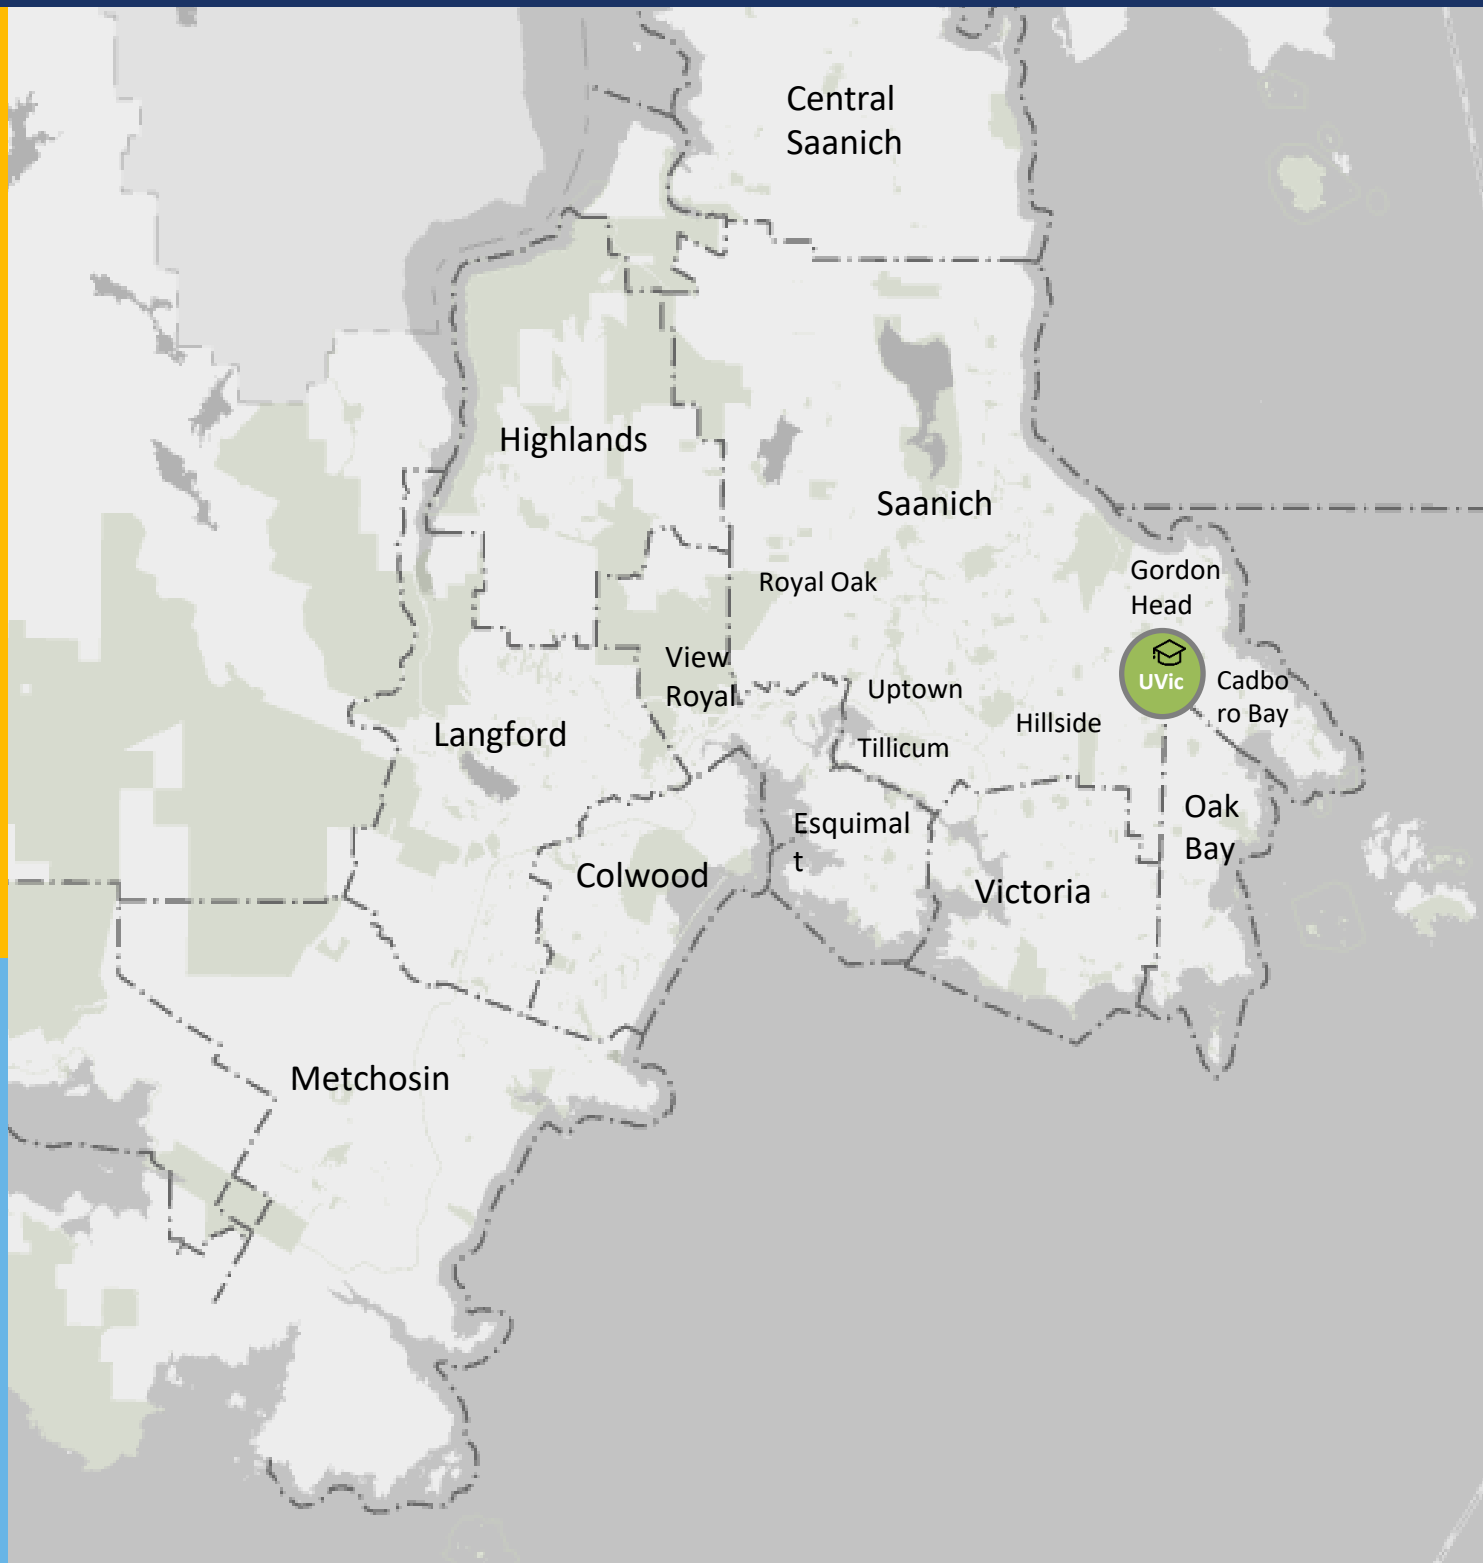 Central
Saanich
Highlands
Saanich
Gordon
Head
Royal Oak
View
Royal
UVic
Cadbo
ro Bay
Uptown
Hillside
Langford
Tillicum
Oak
Bay
Esquimal
t
Colwood
Victoria
Metchosin